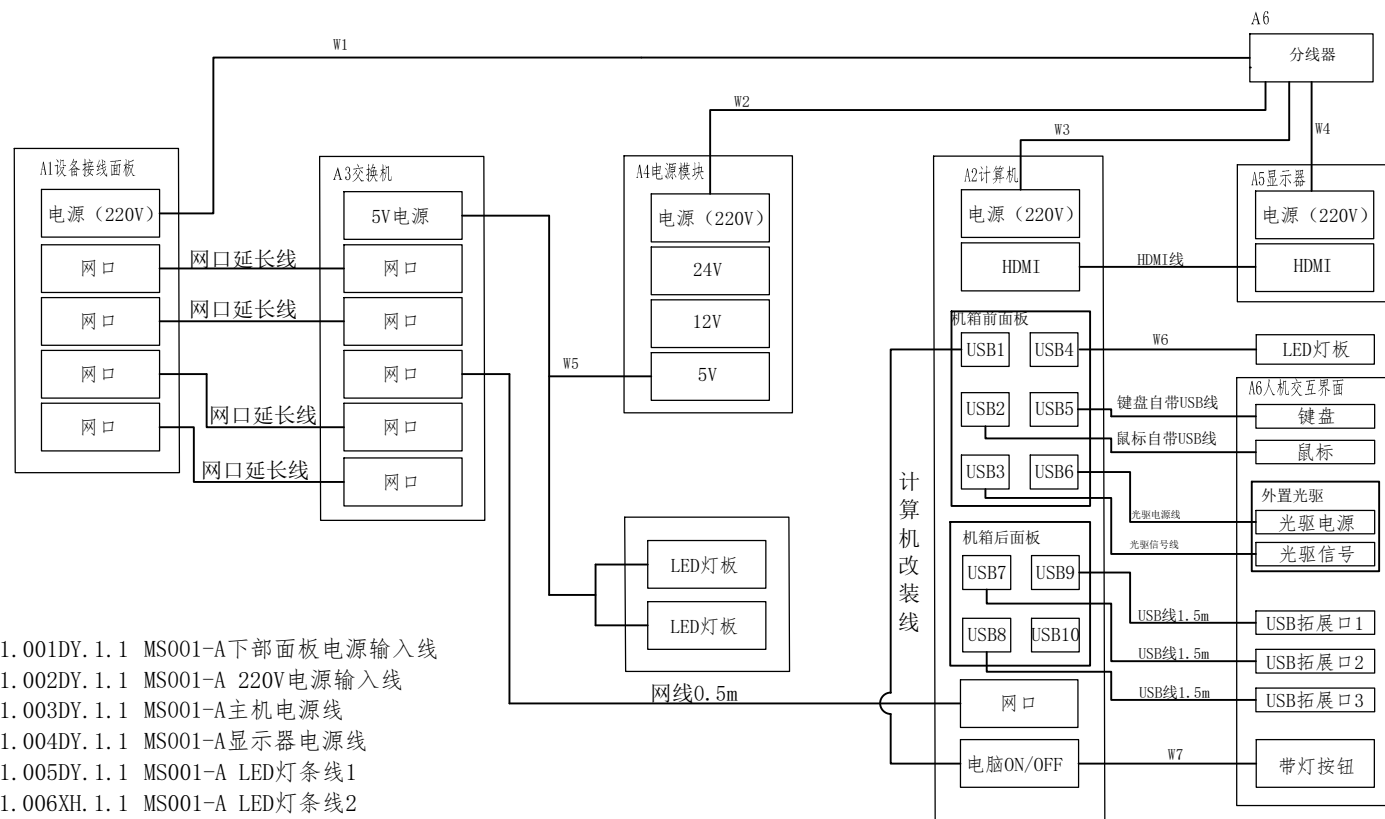 A6
分线器
W1
W2
W3
W4
A1设备接线面板
电源（220V）
网口
网口
网口
网口
网口延长线
网口延长线
网口延长线
网口延长线
A3交换机
5V电源
网口
网口
网口
网口
网口
W5
A4电源模块
电源（220V）
24V
12V
5V
LED灯板
LED灯板
网线0.5m
计算机改装线
A2计算机
电源（220V）
HDMI
机箱前面板
USB1
USB4
USB2
USB5
USB3
USB6
机箱后面板
USB7
USB9
USB8
USB10
网口
电脑ON/OFF
HDMI线
W6
键盘自带USB线
鼠标自带USB线
光驱电源线
光驱信号线
USB线1.5m
USB线1.5m
USB线1.5m
W7
A5显示器
电源（220V）
HDMI
LED灯板
A6人机交互界面
键盘
鼠标
外置光驱
光驱电源
光驱信号
USB拓展口1
USB拓展口2
USB拓展口3
带灯按钮
1.001DY.1.1 MS001-A下部面板电源输入线
1.002DY.1.1 MS001-A 220V电源输入线
1.003DY.1.1 MS001-A主机电源线
1.004DY.1.1 MS001-A显示器电源线
1.005DY.1.1 MS001-A LED灯条线1
1.006XH.1.1 MS001-A LED灯条线2